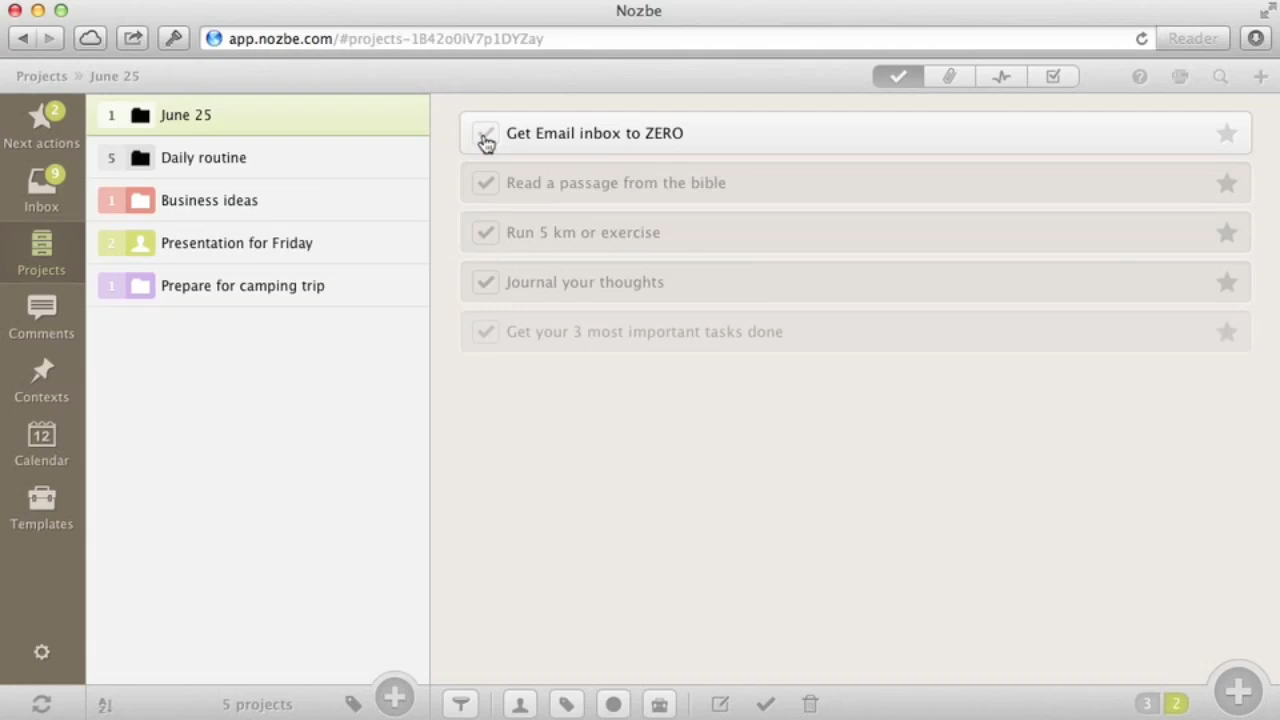 Nozbe
app.nozbe.com/#projects-1B42o0iV7p1DYZay
Reader
Projects » June 25
2
Next actions
9
Inbox
Projects
Comments
Contexts
12
Calendar
Templates
1 June 25
5 Daily routine
1 Business ideas
2 Presentation for Friday
1 Prepare for camping trip
Get Email inbox to ZERO
Read a passage from the bible
Run 5 km or exercise
Journal your thoughts
Get your 3 most important tasks done
5 projects
3 2